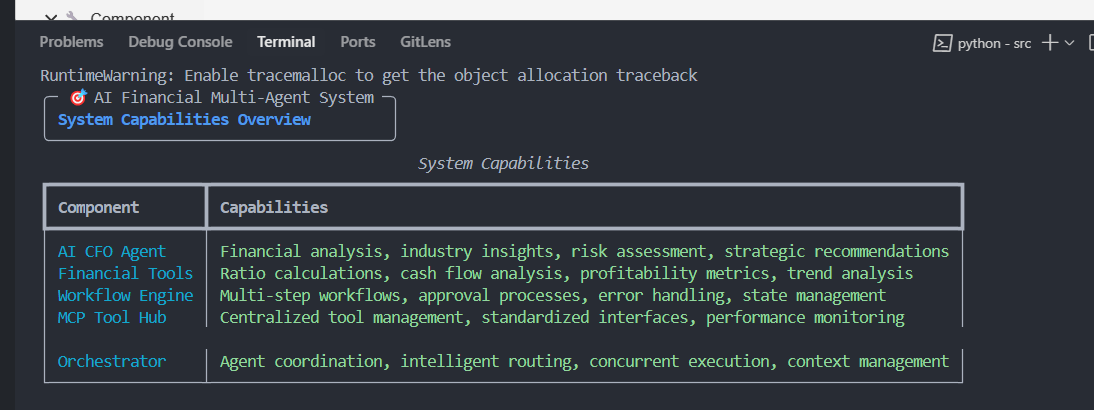 Component
Problems Debug Console Terminal Ports GitLens python - src
RuntimeWarning: Enable tracemalloc to get the object allocation traceback
🎯 AI Financial Multi-Agent System
System Capabilities Overview
System Capabilities
Component Capabilities
AI CFO Agent Financial analysis, industry insights, risk assessment, strategic recommendations
Financial Tools Ratio calculations, cash flow analysis, profitability metrics, trend analysis
Workflow Engine Multi-step workflows, approval processes, error handling, state management
MCP Tool Hub Centralized tool management, standardized interfaces, performance monitoring
Orchestrator Agent coordination, intelligent routing, concurrent execution, context management